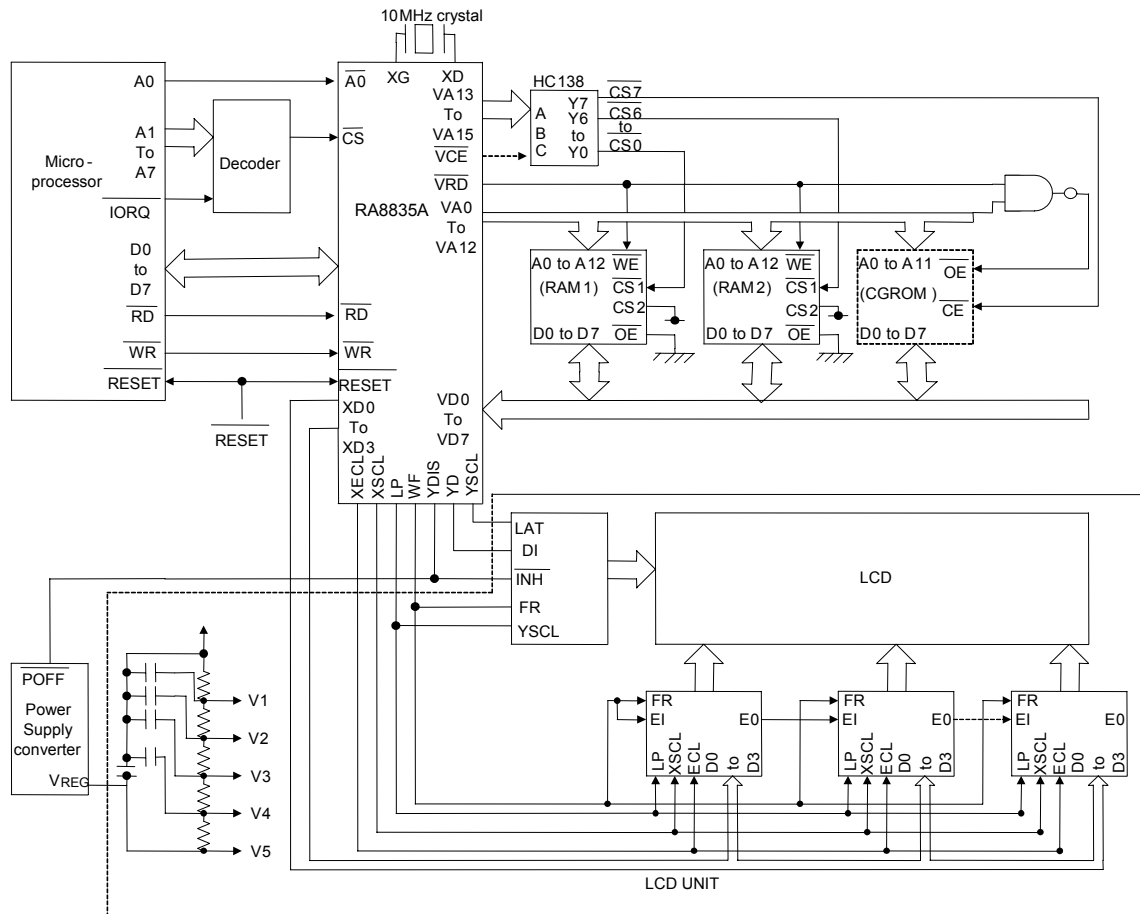 10MHz crystal
A0
A1
To
A7
Micro-
processor
IORQ
D0
to
D7
RD
WR
RESET
Decoder
RESET
XG XD
A0
CS
VA13
To
VA15
VCE
VRD
RA8835A
VA0
To
VA12
RD
WR
RESET
XD0
To
XD3
VD0
To
VD7
XECL
XSCL
LP
WF
YDIS
YD
YSCL
HC138
A
B
C
Y7
Y6
to
Y0
CS7
CS6
to
CS0
A0 to A12
(RAM1)
D0 to D7
WE
CS1
CS2
OE
A0 to A12
(RAM2)
D0 to D7
WE
CS1
CS2
OE
A0 to A11
(CGROM)
D0 to D7
OE
CE
LAT
DI
INH
FR
YSCL
LCD
POFF
Power
Supply
converter
VREG
V1
V2
V3
V4
V5
FR
EI
E0
LP
XSCL
ECL
D0
to
D3
FR
EI
E0
LP
XSCL
ECL
D0
to
D3
FR
EI
E0
LP
XSCL
ECL
D0
to
D3
LCD UNIT